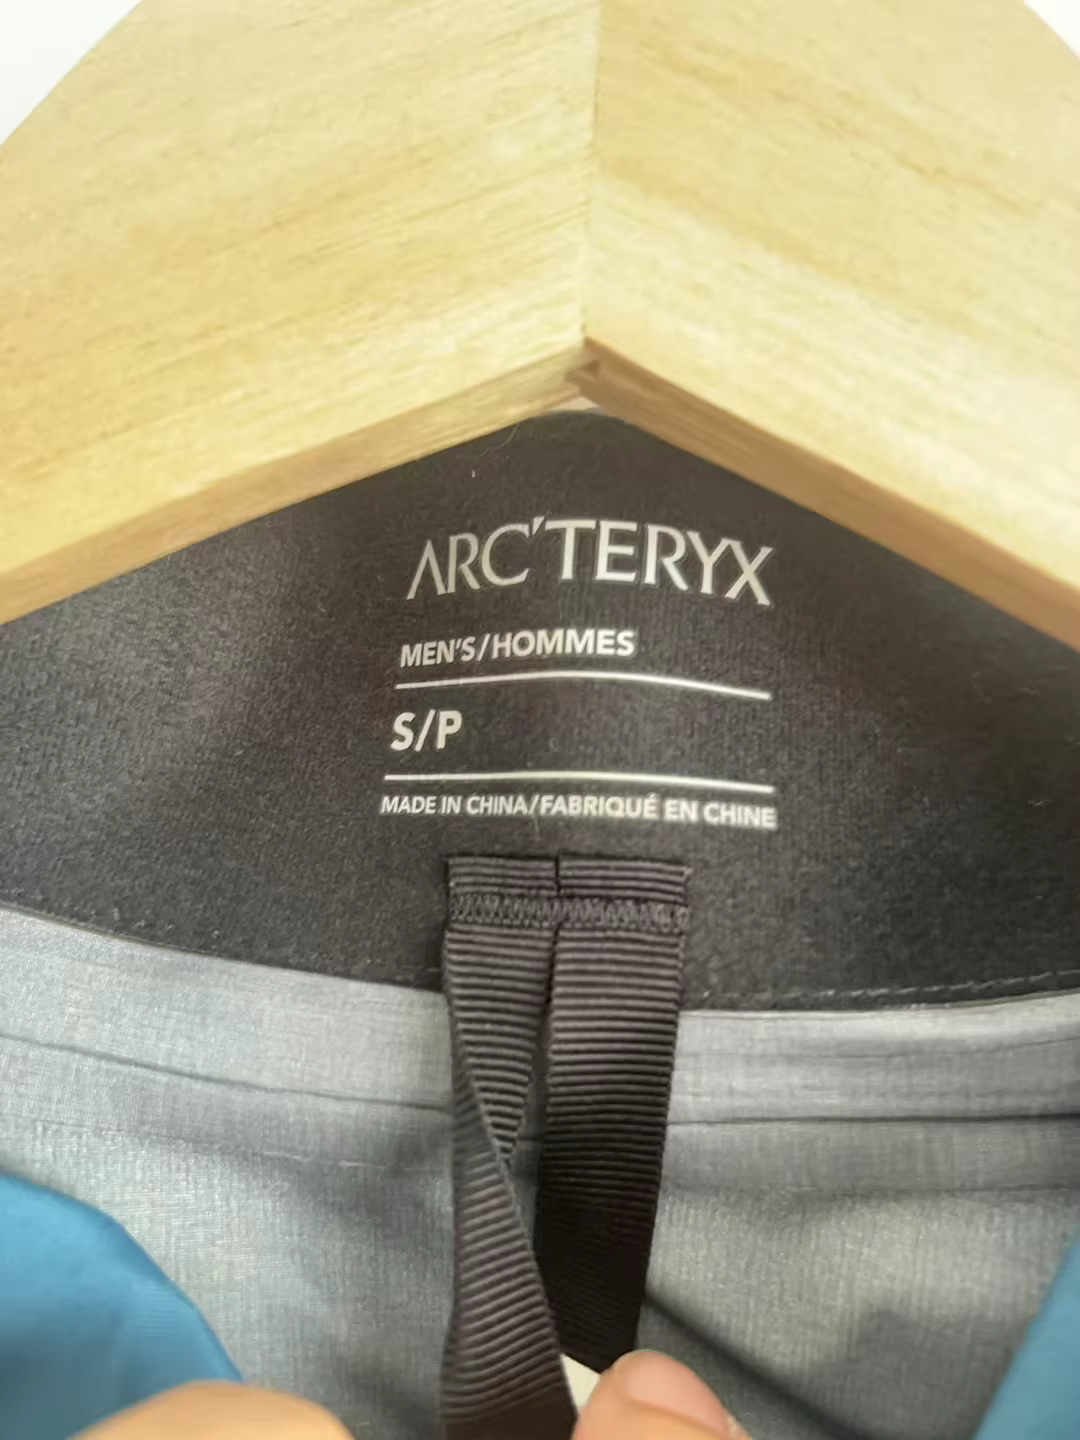 ARC'TERYX
MEN'S/HOMMES
S/P
MADE IN CHINA/FABRIQUÉ EN CHINE